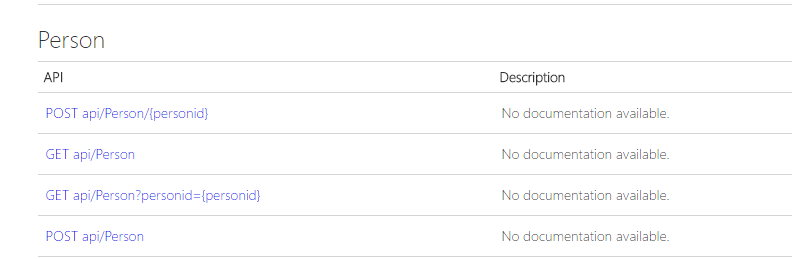 Person
API Description
POST api/Person/{personid} No documentation available.
GET api/Person No documentation available.
GET api/Person?personid={personid} No documentation available.
POST api/Person No documentation available.